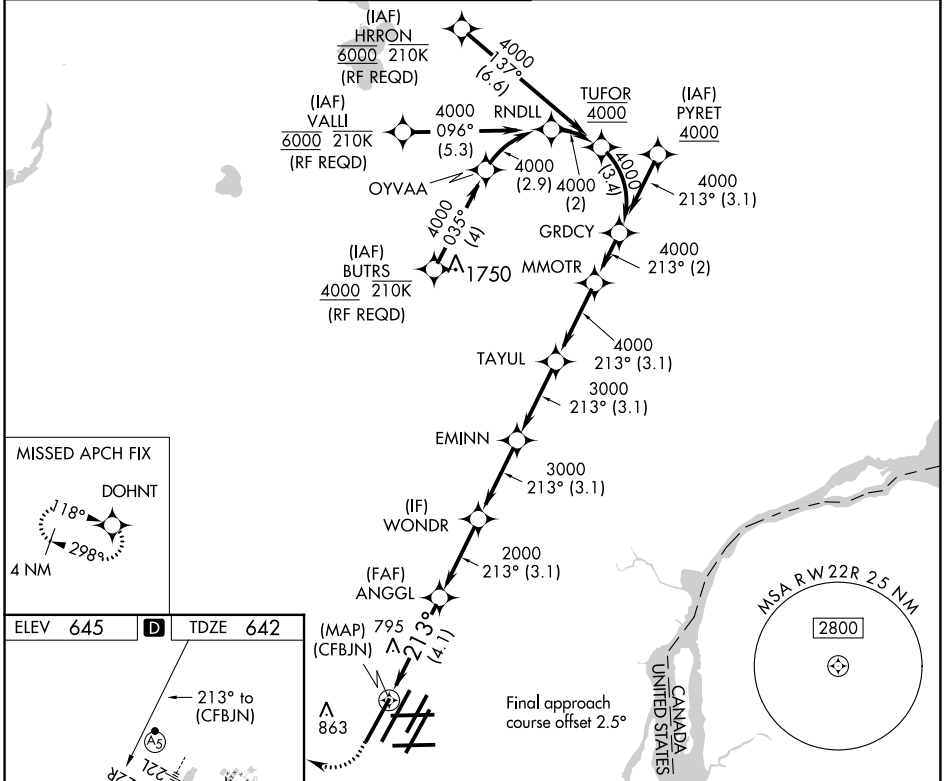 (IAF)
HRRON
6000 210K
(RF REQD)
4000
137°
(6.6)
(IAF)
VALLI
6000 210K
(RF REQD)
4000
096°
(5.3)
RNDLL
TUFOR
4000
(IAF)
PYRET
4000
OYVAA
4000
(2.9)
4000
(2)
4000
(3.4)
4000
213° (3.1)
4000
035°
(4)
GRDCY
4000
213° (2)
(IAF)
BUTRS
4000 210K
(RF REQD)
1750
MMOTR
4000
213° (3.1)
TAYUL
3000
213° (3.1)
EMINN
3000
213° (3.1)
MISSED APCH FIX
DOHNT
118°
298°
4 NM
(IF)
WONDR
2000
213° (3.1)
(FAF)
ANGGL
213°
(4.1)
(MAP)
(CFBJN)
795
863
Final approach
course offset 2.5°
MSA RW22R 25 NM
2800
CANADA
UNITED STATES
ELEV 645 D TDZE 642
213° to
(CFBJN)
A5
22L
22R